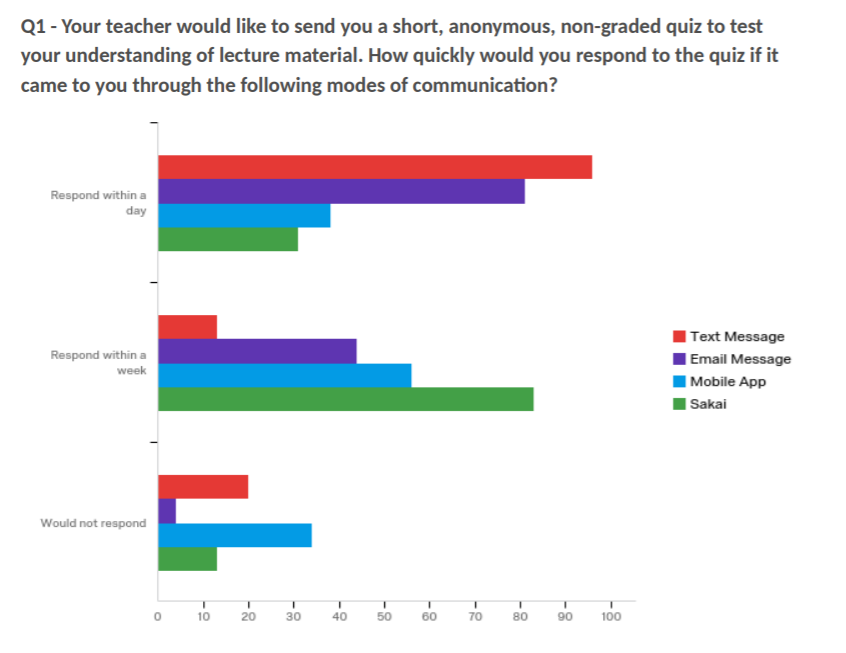 Q1 - Your teacher would like to send you a short, anonymous, non-graded quiz to test
your understanding of lecture material. How quickly would you respond to the quiz if it
came to you through the following modes of communication?
Respond within a
day
Respond within a
week
Would not respond
Text Message
Email Message
Mobile App
Sakai
0 10 20 30 40 50 60 70 80 90 100